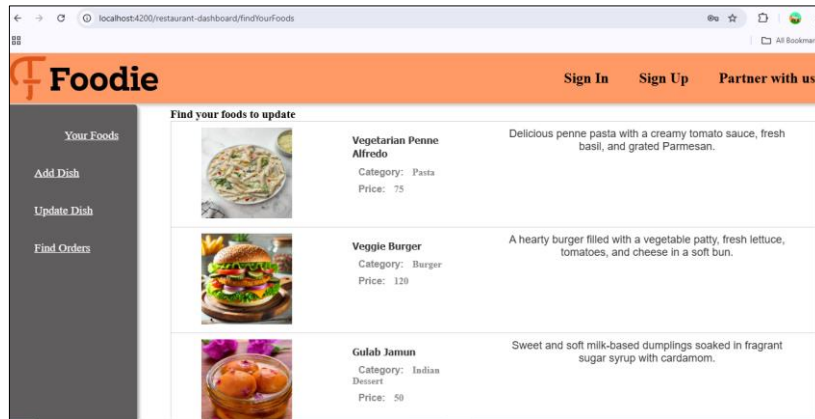 localhost:4200/restaurant-dashboard/findYourFoods
All Bookmar
Foodie
Sign In Sign Up Partner with us
Your Foods
Add Dish
Update Dish
Find Orders
Find your foods to update
Vegetarian Penne
Alfredo
Category: Pasta
Price: 75
Delicious penne pasta with a creamy tomato sauce, fresh
basil, and grated Parmesan.
Veggie Burger
Category: Burger
Price: 120
A hearty burger filled with a vegetable patty, fresh lettuce,
tomatoes, and cheese in a soft bun.
Gulab Jamun
Category: Indian
Dessert
Price: 50
Sweet and soft milk-based dumplings soaked in fragrant
sugar syrup with cardamom.